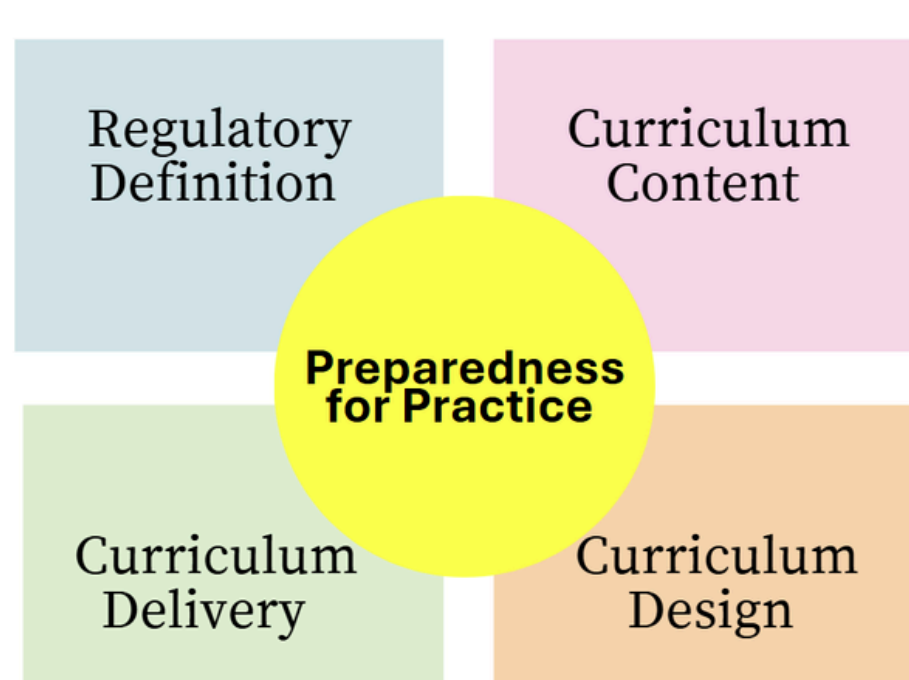 Regulatory
Definition
Curriculum
Content
Preparedness
for Practice
Curriculum
Delivery
Curriculum
Design